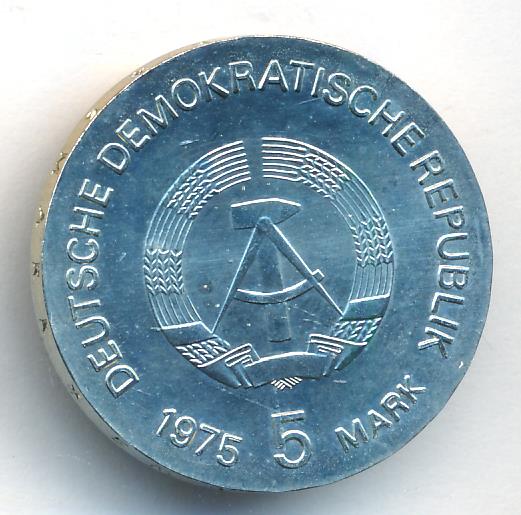 DEUTSCHE DEMOKRATISCHE REPUBLIK
1975 5 MARK